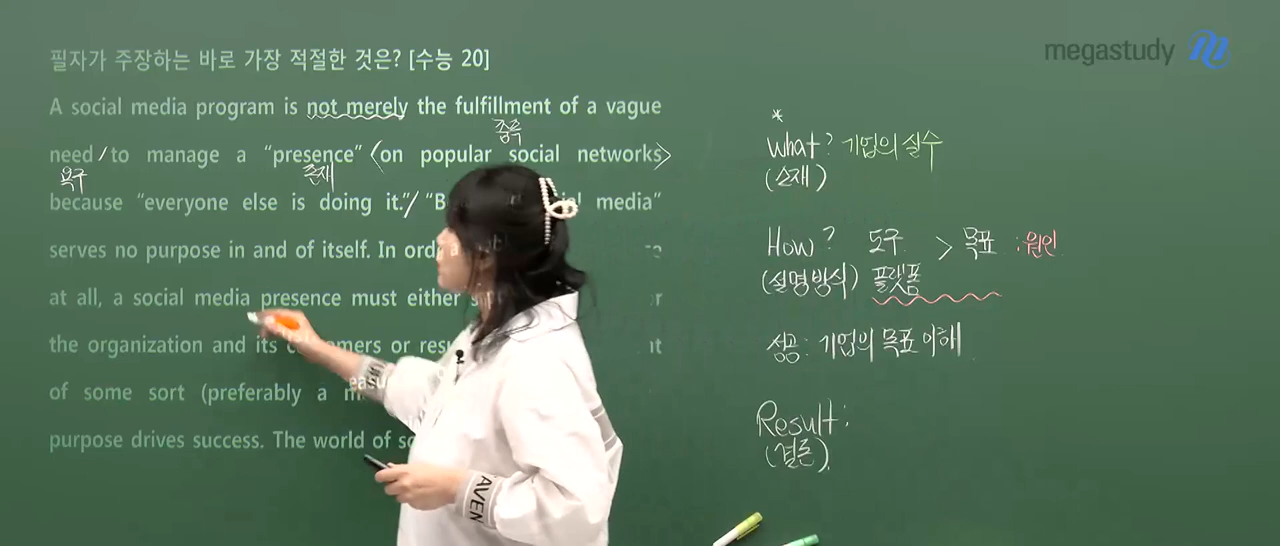 megastudy
필자가 주장하는 바로 가장 적절한 것은? [수능 20]
A social media program is not merely the fulfillment of a vague
종족
need / to manage a “presence” <on popular social networks>
욕구 존재
because “everyone else is doing it.” / “B media”
serves no purpose in and of itself. In ord
at all, a social media presence must either
the organization and its customers or
of some sort (preferably a
purpose drives success. The world of
* What? 기업의 실수
(소재)
How? 도구 > 목표 : 원인
(설명방식) 플랫폼
성공: 기업의 목표 이해
Result:
(결론)
AVEN